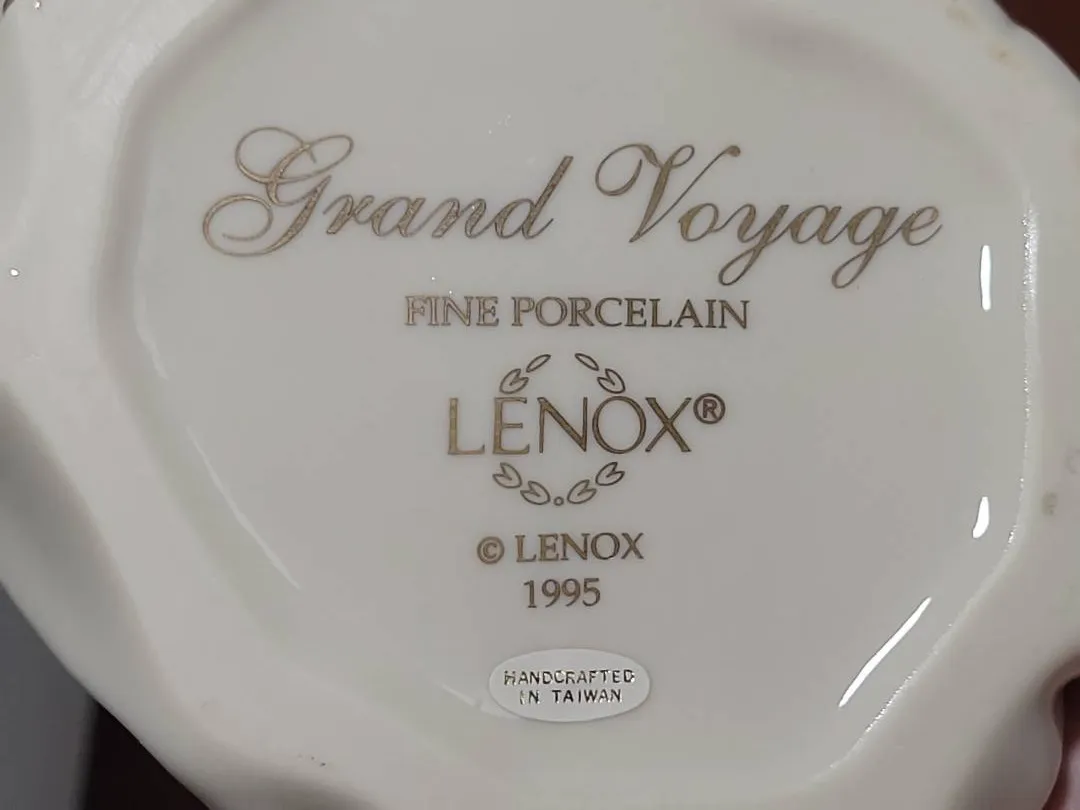 Grand Voyage
FINE PORCELAIN
LENOX®
© LENOX
1995
HANDCRAFTED
IN TAIWAN